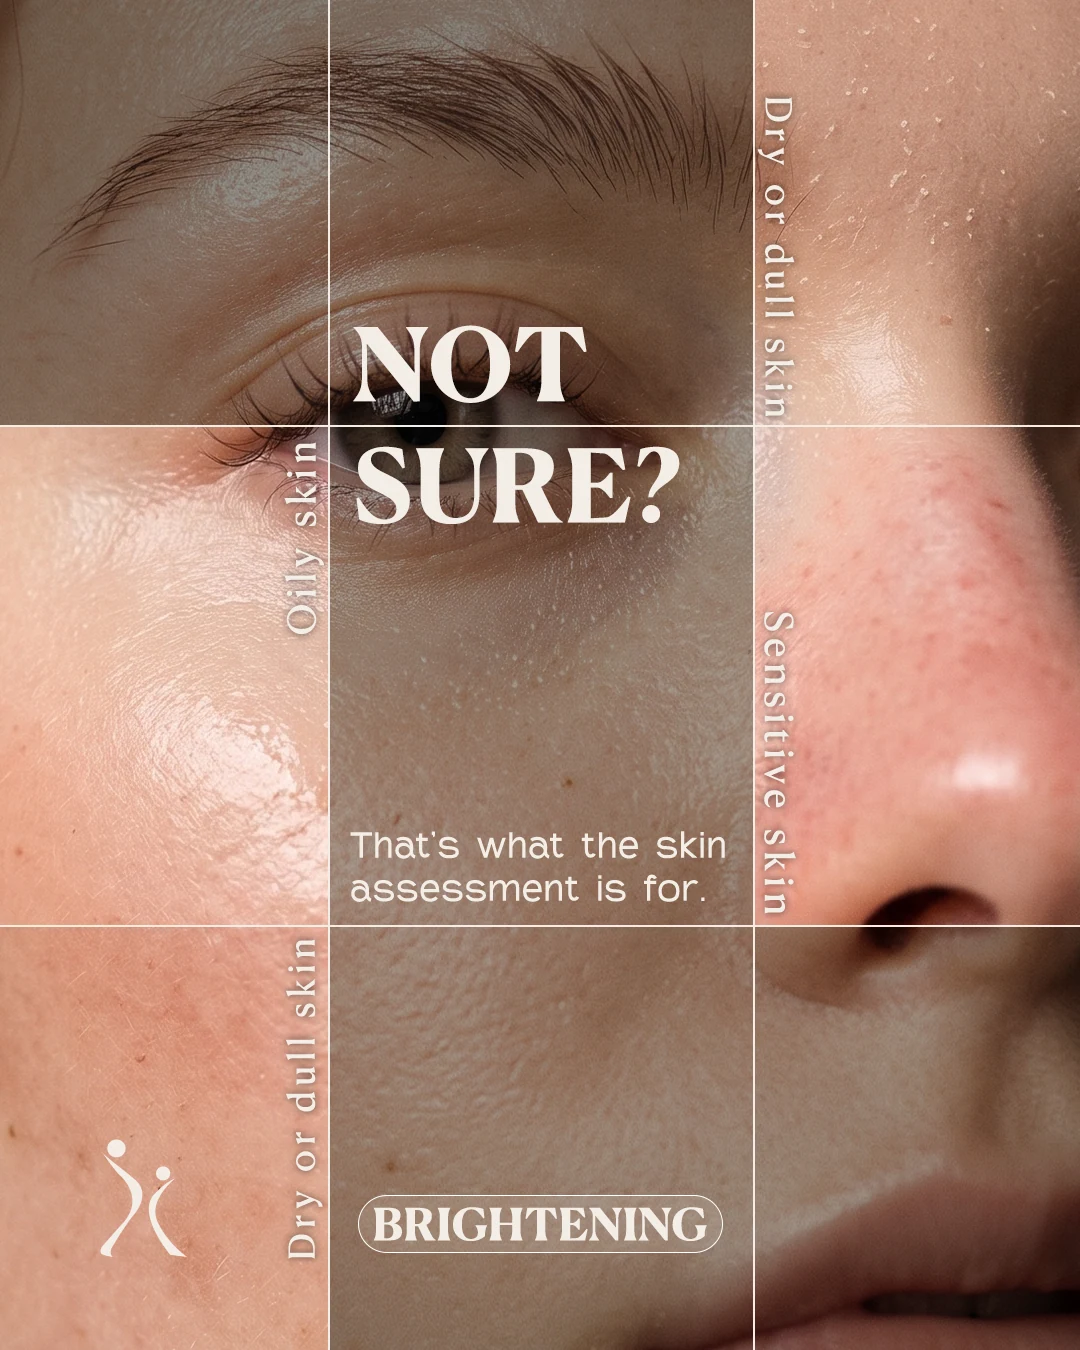 Dry or dull skin
NOT
SURE?
Oily skin
Sensitive skin
That's what the skin
assessment is for.
Dry or dull skin
BRIGHTENING